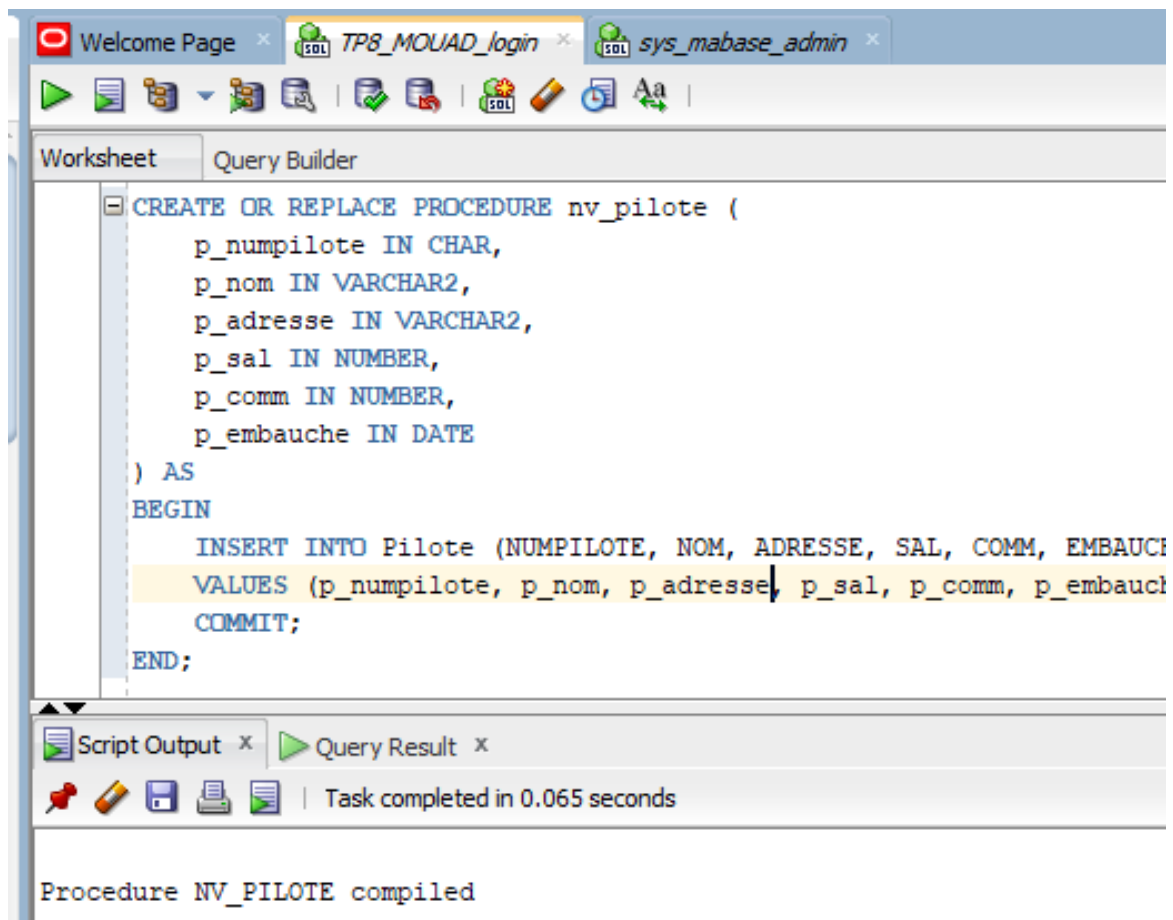 Welcome Page TP8_MOUAD_login sys_mabase_admin
Worksheet Query Builder
CREATE OR REPLACE PROCEDURE nv_pilote (
p_numpilote IN CHAR,
p_nom IN VARCHAR2,
p_adresse IN VARCHAR2,
p_sal IN NUMBER,
p_comm IN NUMBER,
p_embauche IN DATE
) AS
BEGIN
INSERT INTO Pilote (NUMPILOTE, NOM, ADRESSE, SAL, COMM, EMBAUCH
VALUES (p_numpilote, p_nom, p_adresse, p_sal, p_comm, p_embauch
COMMIT;
END;
Script Output x Query Result x
Task completed in 0.065 seconds
Procedure NV_PILOTE compiled